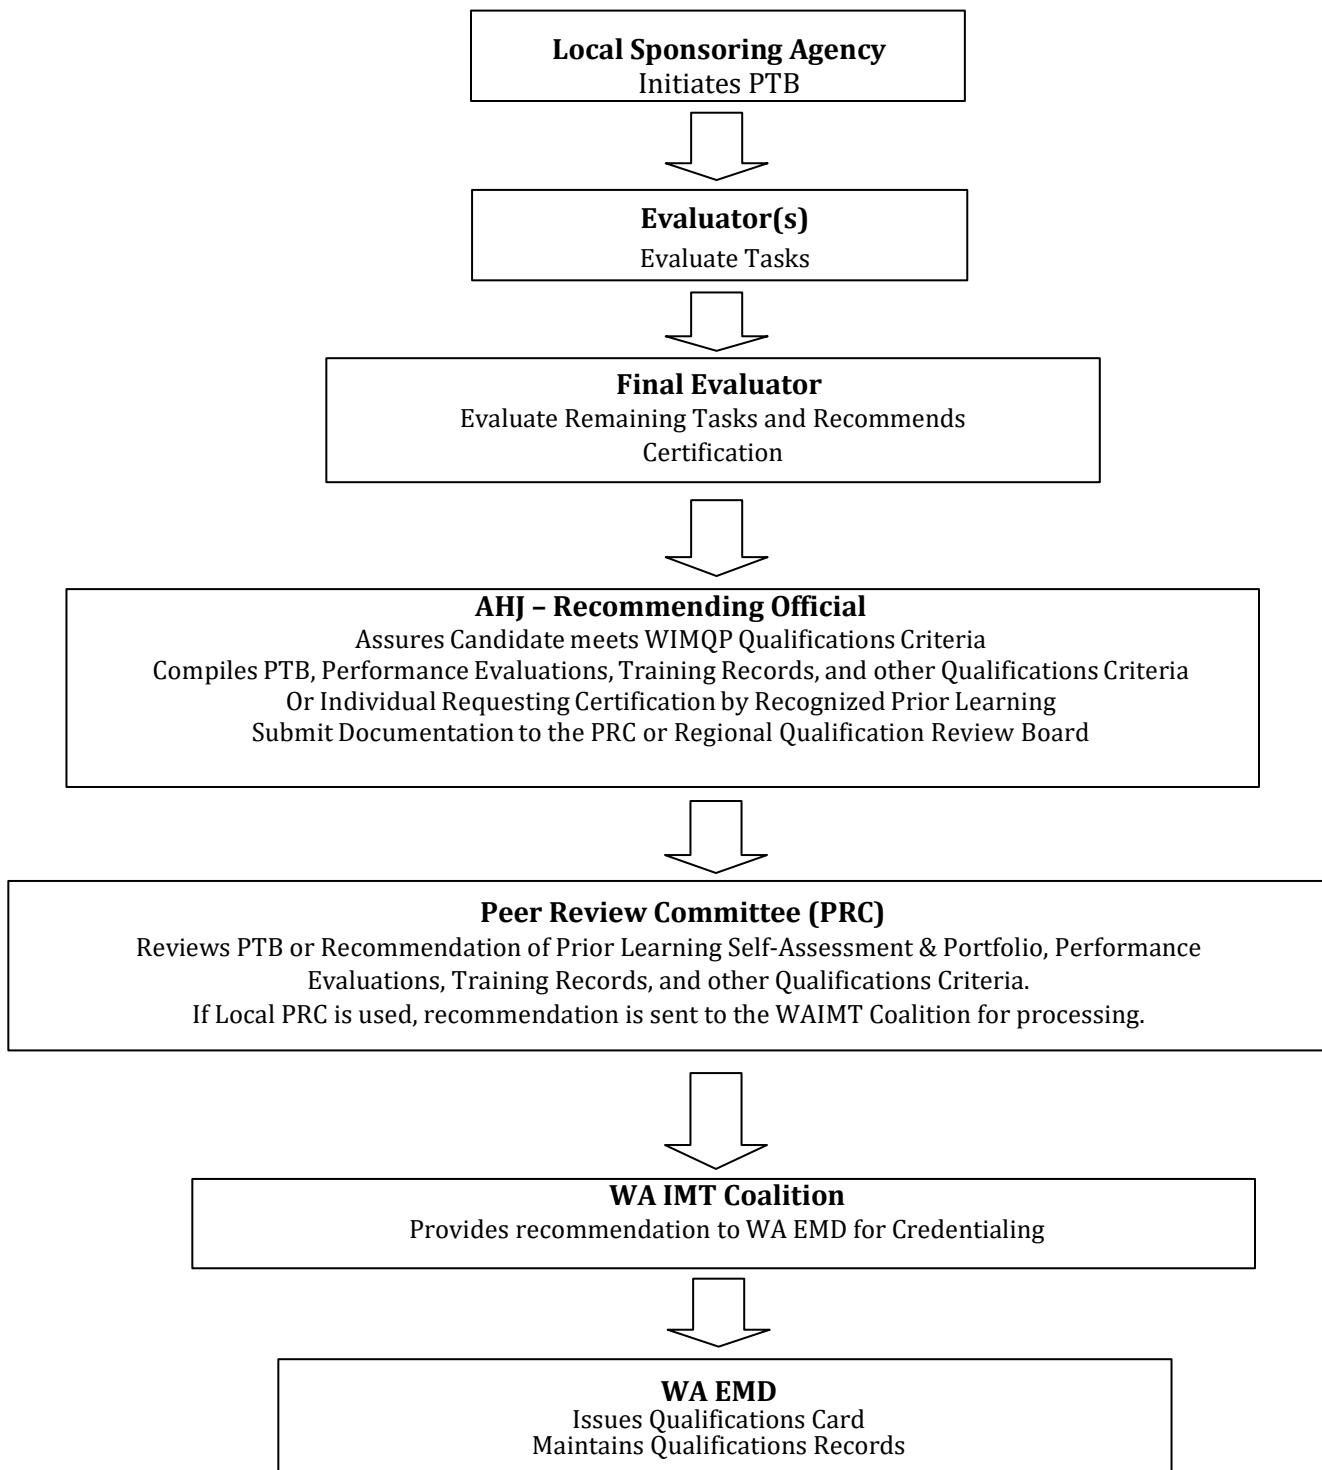 Local Sponsoring Agency
Initiates PTB
Evaluator(s)
Evaluate Tasks
Final Evaluator
Evaluate Remaining Tasks and Recommends
Certification
AHJ – Recommending Official
Assures Candidate meets WIMQP Qualifications Criteria
Compiles PTB, Performance Evaluations, Training Records, and other Qualifications Criteria
Or Individual Requesting Certification by Recognized Prior Learning
Submit Documentation to the PRC or Regional Qualification Review Board
Peer Review Committee (PRC)
Reviews PTB or Recommendation of Prior Learning Self-Assessment & Portfolio, Performance
Evaluations, Training Records, and other Qualifications Criteria.
If Local PRC is used, recommendation is sent to the WAIMT Coalition for processing.
WA IMT Coalition
Provides recommendation to WA EMD for Credentialing
WA EMD
Issues Qualifications Card
Maintains Qualifications Records